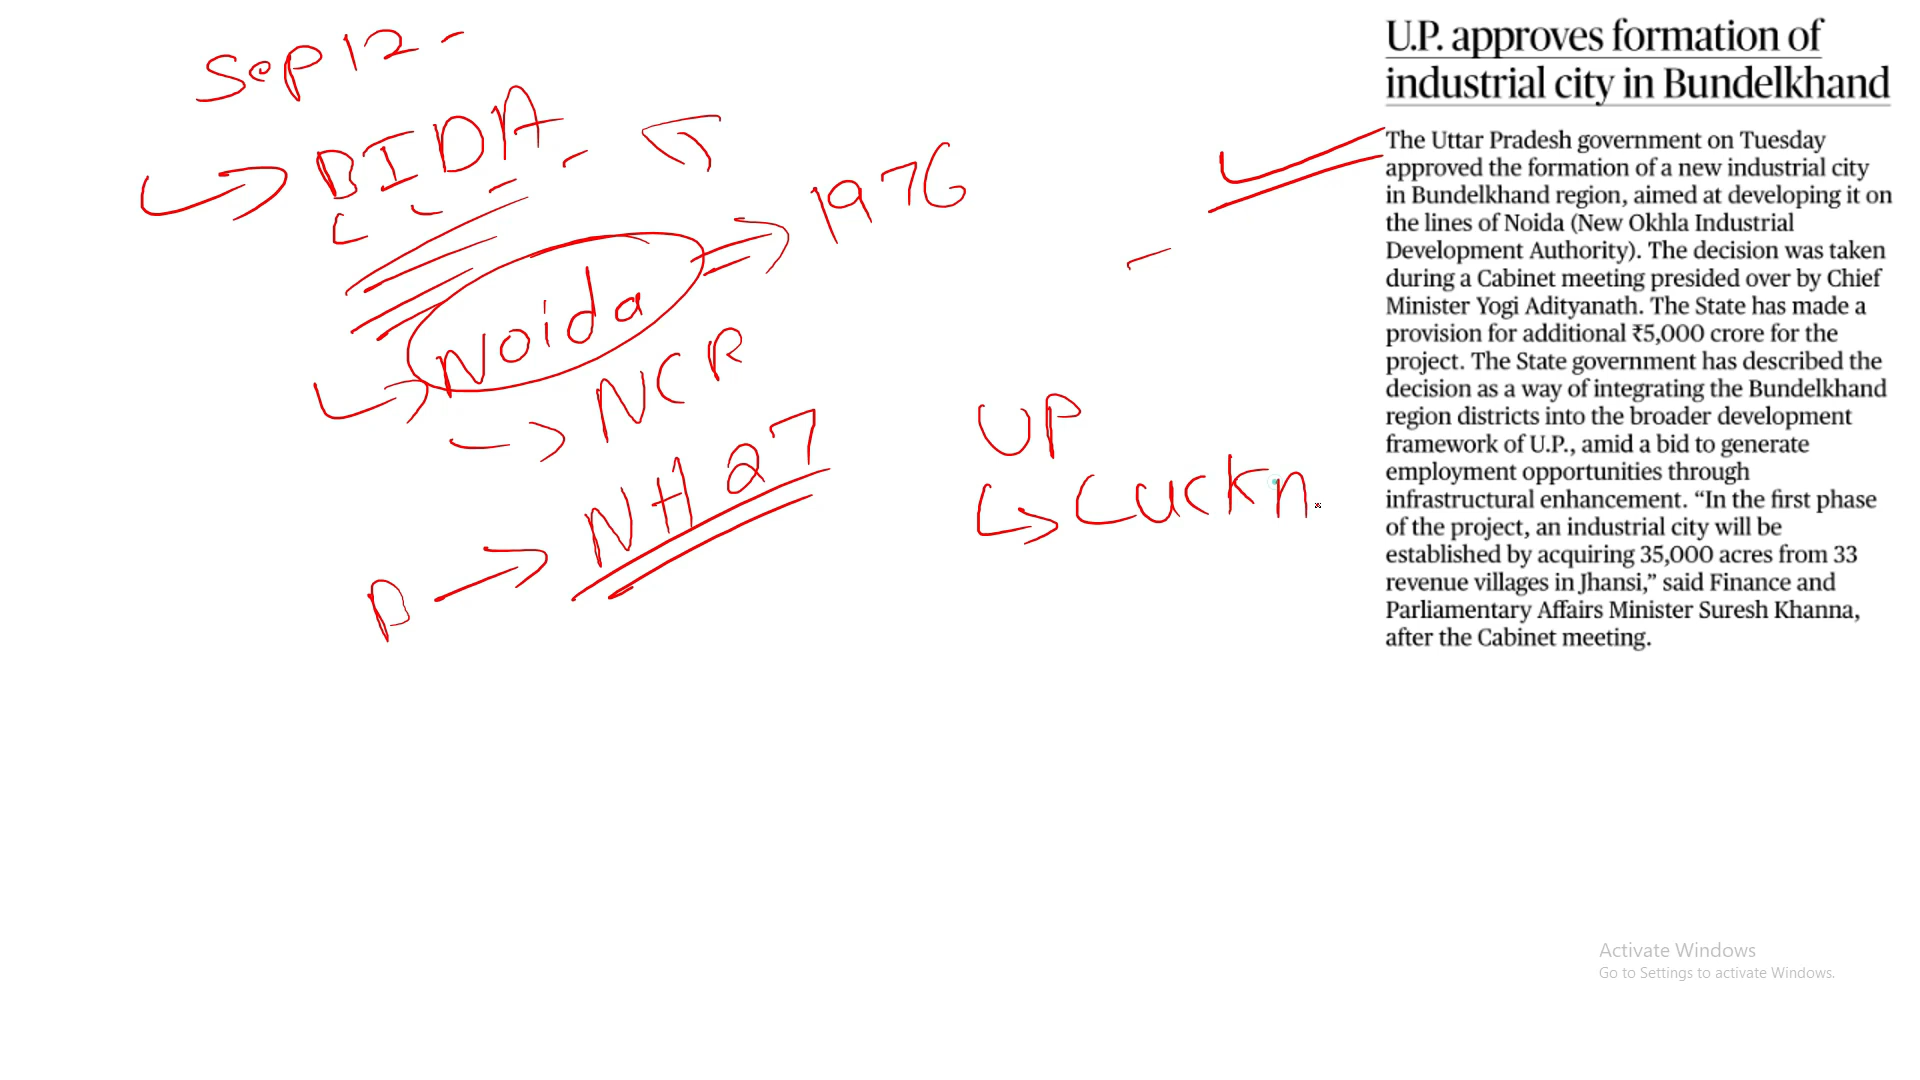 Sep 12 -
BIDA
1976
Noida
NCR
NH 27
UP
Luckn
U.P. approves formation of
industrial city in Bundelkhand
The Uttar Pradesh government on Tuesday
approved the formation of a new industrial city
in Bundelkhand region, aimed at developing it on
the lines of Noida (New Okhla Industrial
Development Authority). The decision was taken
during a Cabinet meeting presided over by Chief
Minister Yogi Adityanath. The State has made a
provision for additional ₹5,000 crore for the
project. The State government has described the
decision as a way of integrating the Bundelkhand
region districts into the broader development
framework of U.P., amid a bid to generate
employment opportunities through
infrastructural enhancement. “In the first phase
of the project, an industrial city will be
established by acquiring 35,000 acres from 33
revenue villages in Jhansi,” said Finance and
Parliamentary Affairs Minister Suresh Khanna,
after the Cabinet meeting.
Activate Windows
Go to Settings to activate Windows.